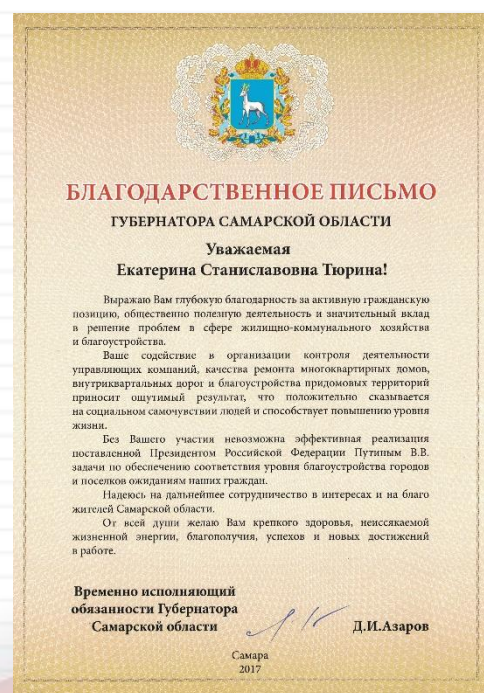 БЛАГОДАРСТВЕННОЕ ПИСЬМО
ГУБЕРНАТОРА САМАРСКОЙ ОБЛАСТИ
Уважаемая
Екатерина Станиславовна Тюрина!
Выражаю Вам глубокую благодарность за активную гражданскую
позицию, общественно полезную деятельность и значительный вклад
в решение проблем в сфере жилищно-коммунального хозяйства
и благоустройства.
Ваше содействие в организации контроля деятельности
управляющих компаний, качества ремонта многоквартирных домов,
внутриквартальных дорог и благоустройства придомовых территорий
приносит ощутимый результат, что положительно сказывается
на социальном самочувствии людей и способствует повышению уровня
жизни.
Без Вашего участия невозможна эффективная реализация
поставленной Президентом Российской Федерации Путиным В.В.
задачи по обеспечению соответствия уровня благоустройства городов
и поселков ожиданиям наших граждан.
Надеюсь на дальнейшее сотрудничество в интересах и на благо
жителей Самарской области.
От всей души желаю Вам крепкого здоровья, неиссякаемой
жизненной энергии, благополучия, успехов и новых достижений
в работе.
Временно исполняющий
обязанности Губернатора
Самарской области Д.И.Азаров
Самара
2017